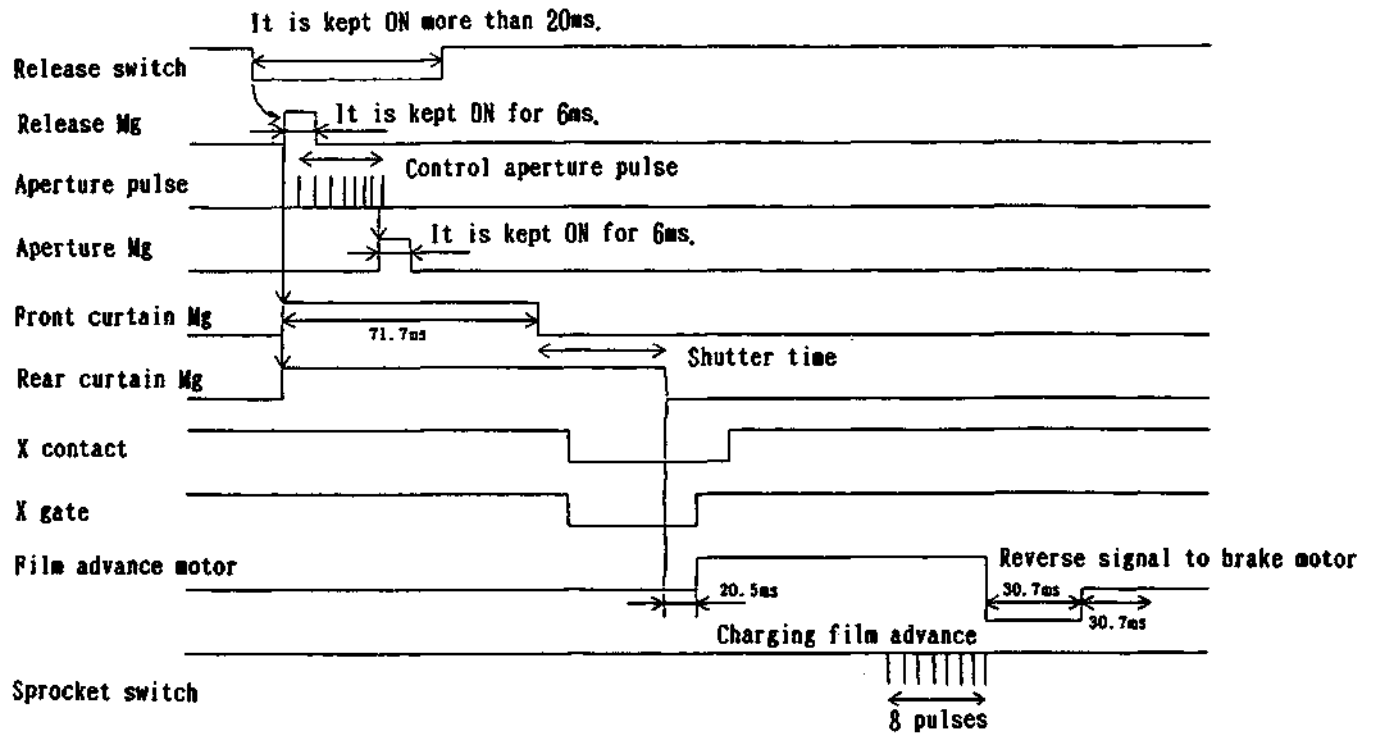 It is kept ON more than 20ms.
Release switch
Release Mg
It is kept ON for 6ms.
Control aperture pulse
Aperture pulse
Aperture Mg
It is kept ON for 6ms.
Front curtain Mg
71.7ms
Shutter time
Rear curtain Mg
X contact
X gate
Film advance motor
Reverse signal to brake motor
20.5ms
30.7ms
30.7ms
Charging film advance
Sprocket switch
8 pulses